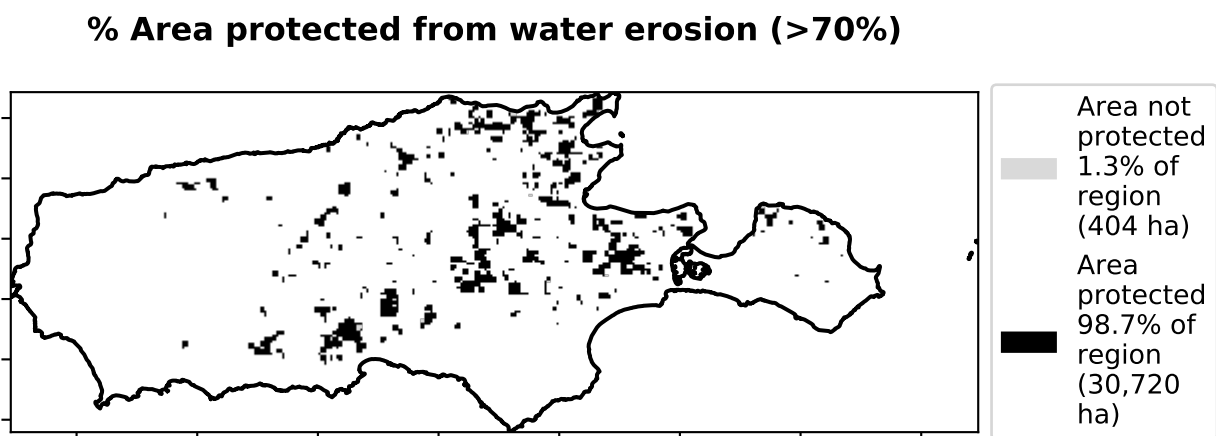 % Area protected from water erosion (>70%)
Area not
protected
1.3% of
region
(404 ha)
Area
protected
98.7% of
region
(30,720
ha)